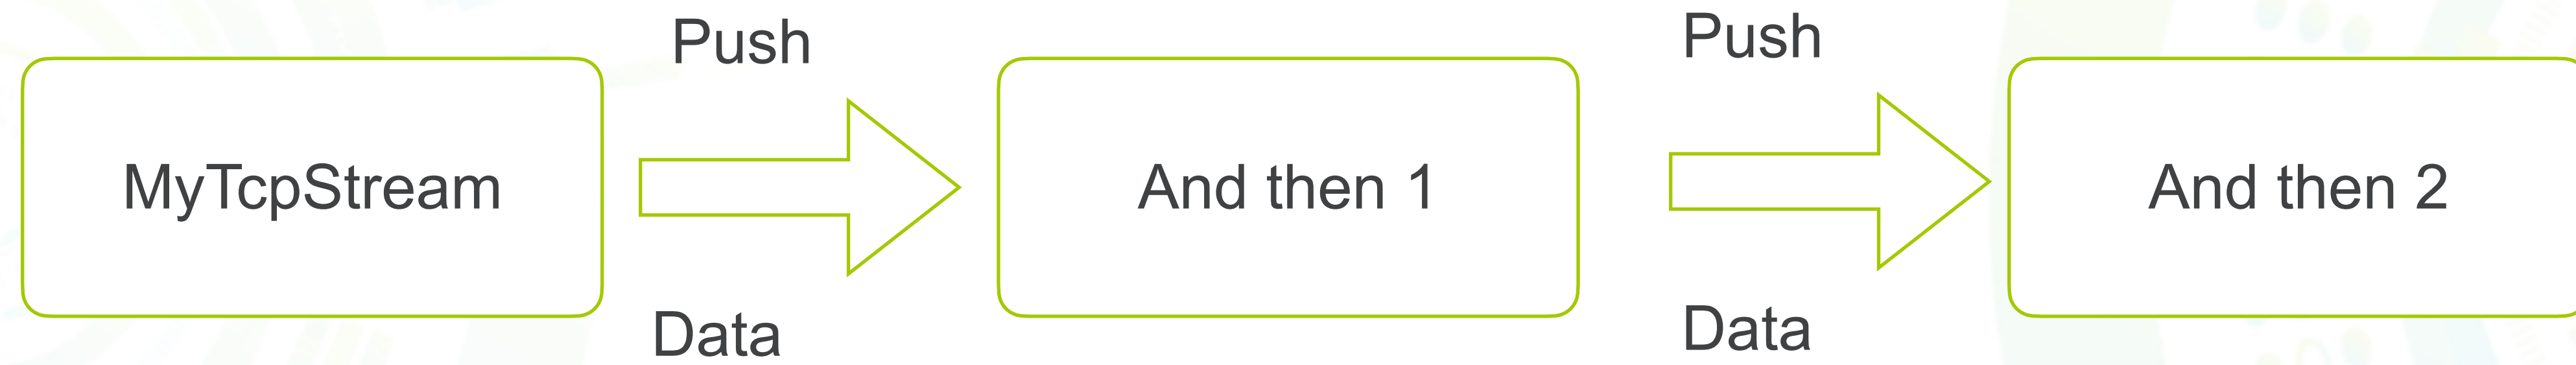 Push
Push
MyTcpStream
And then 1
And then 2
Data
Data